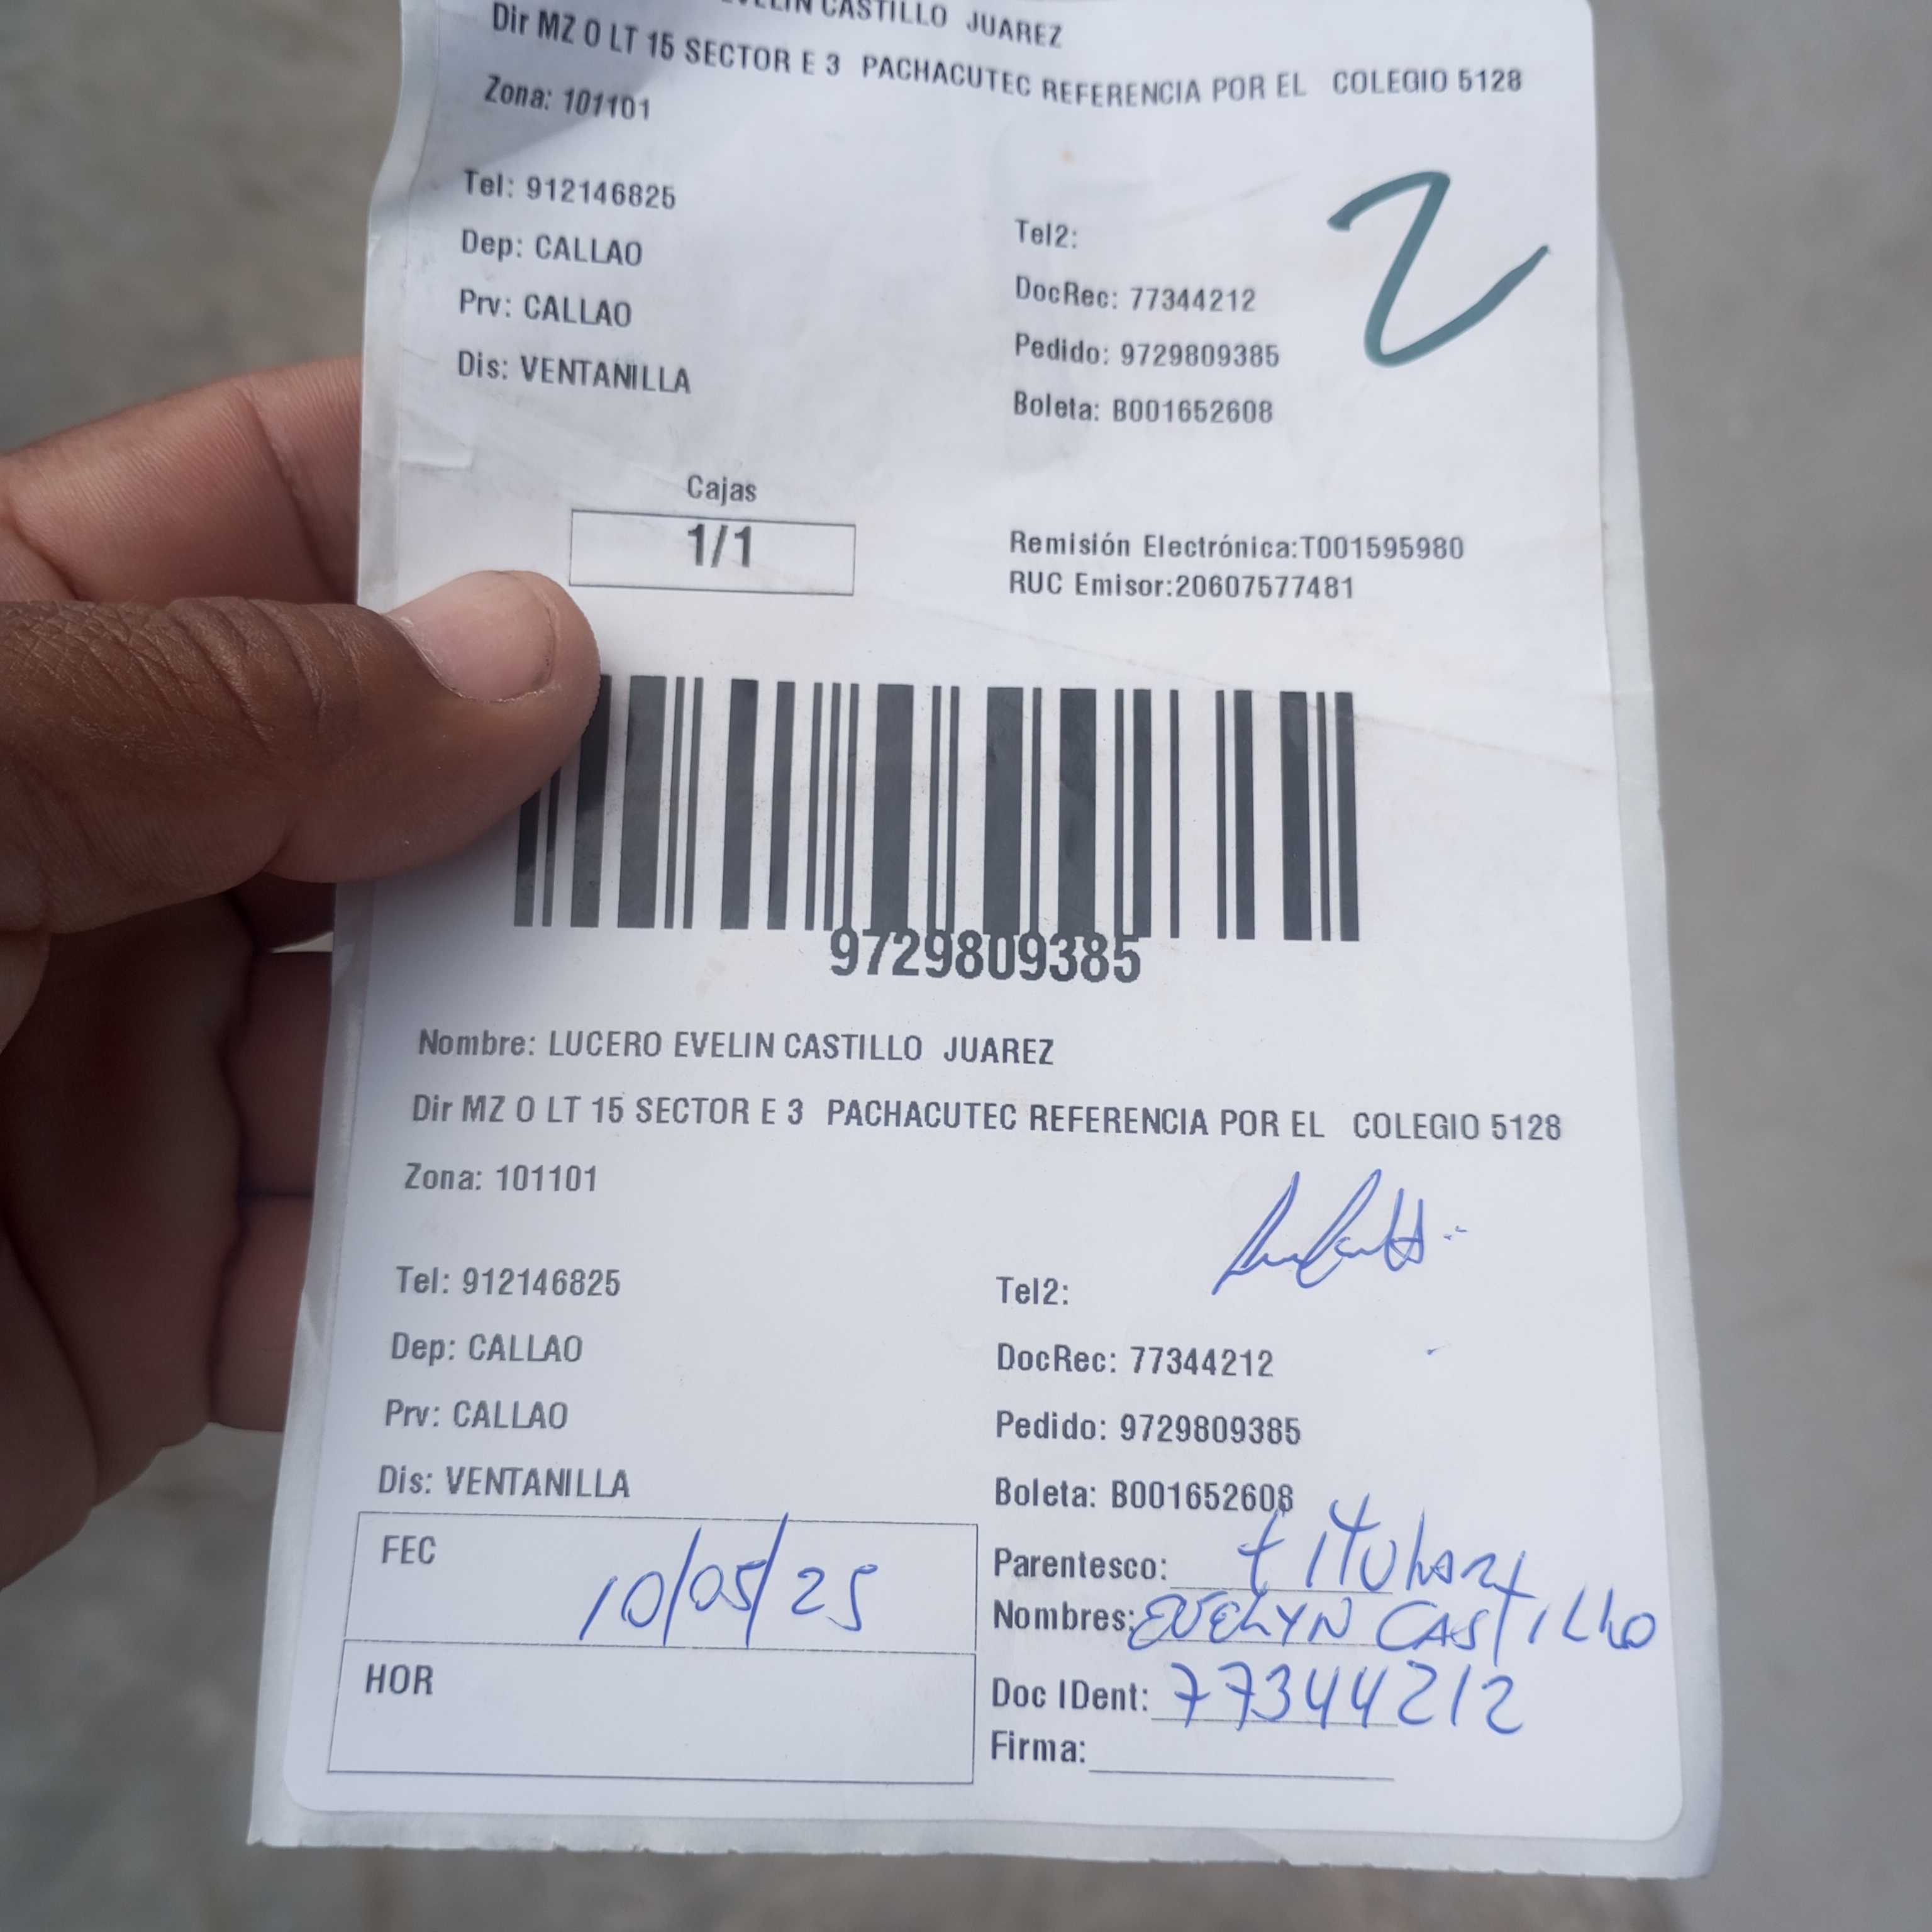 CASTILLO JUAREZ
Dir MZ O LT 15 SECTOR E 3 PACHACUTEC REFERENCIA POR EL COLEGIO 5128
Zona: 101101
Tel: 912146825
Tel2:
Dep: CALLAO
DocRec: 77344212
Prv: CALLAO
Pedido: 9729809385
Dis: VENTANILLA
Boleta: B001652608
2
Cajas
1/1
Remisión Electrónica:T001595980
RUC Emisor:20607577481
9729809385
Nombre: LUCERO EVELIN CASTILLO JUAREZ
Dir MZ O LT 15 SECTOR E 3 PACHACUTEC REFERENCIA POR EL COLEGIO 5128
Zona: 101101
Tel: 912146825
Tel2:
Dep: CALLAO
DocRec: 77344212
Prv: CALLAO
Pedido: 9729809385
Dis: VENTANILLA
Boleta: B001652608
FEC 10/05/25
HOR
Parentesco: titular
Nombres: EVELYN CASTILLO
Doc IDent: 77344212
Firma: